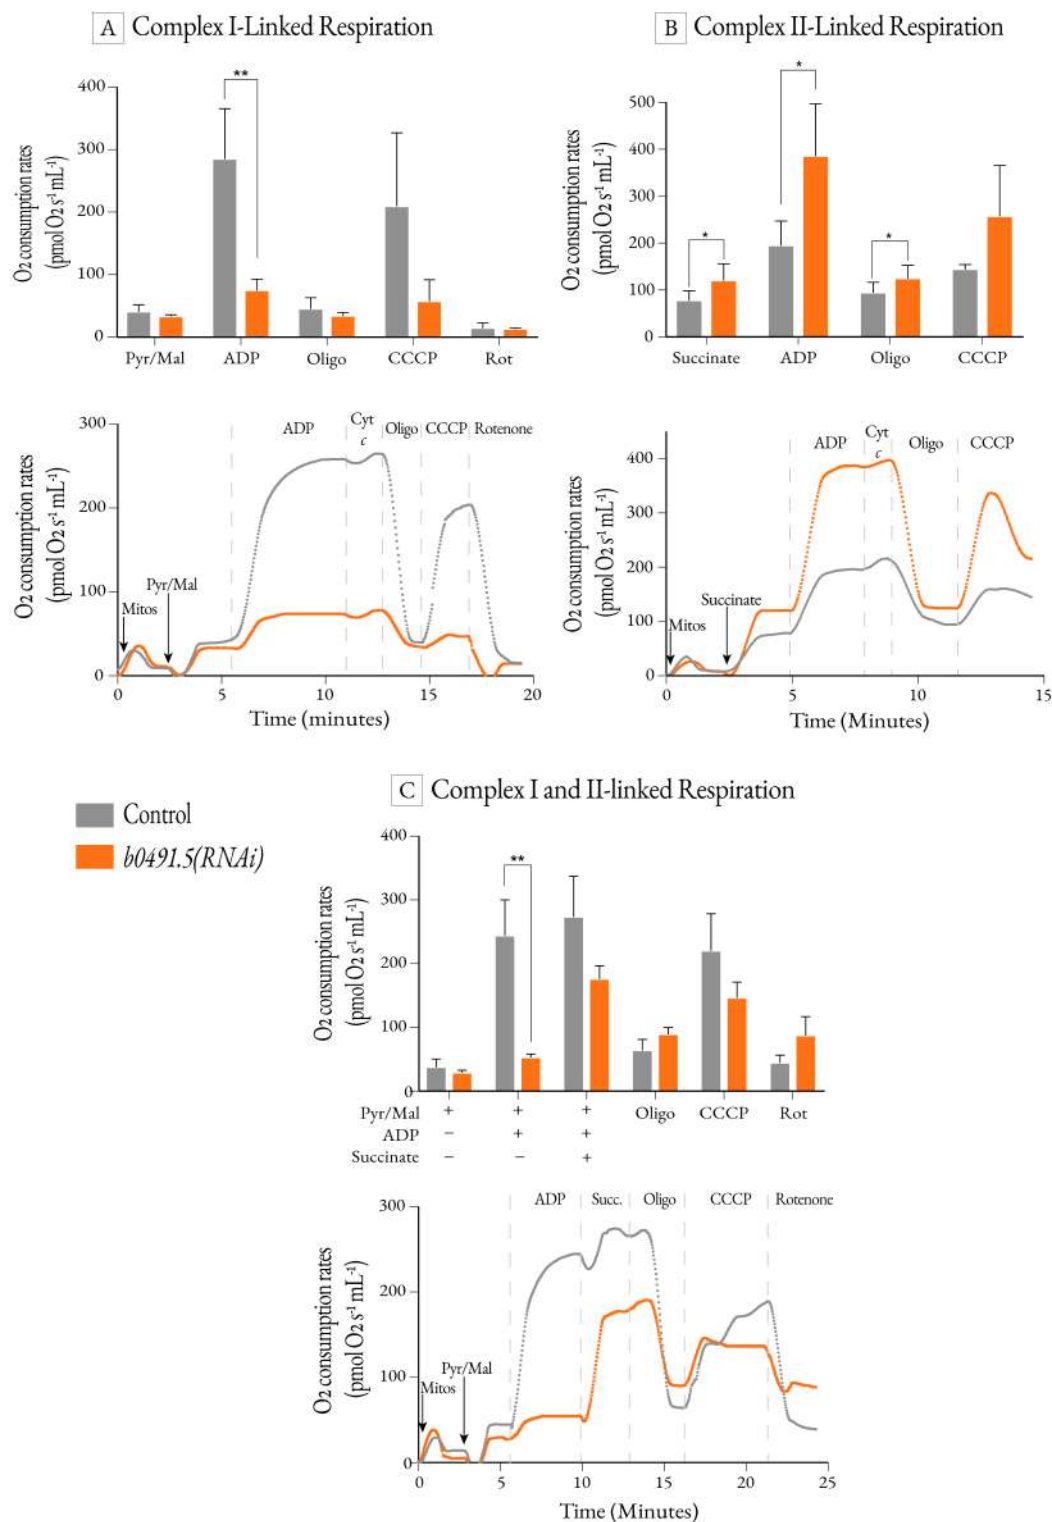 A Complex I-Linked Respiration
O2 consumption rates
(pmol O2 s-1 mL-1)
400
300
200
100
0
**
Pyr/Mal ADP Oligo CCCP Rot
B Complex II-Linked Respiration
O2 consumption rates
(pmol O2 s-1 mL-1)
500
400
300
200
100
0
* * *
Succinate ADP Oligo CCCP
O2 consumption rates
(pmol O2 s-1 mL-1)
300
200
100
0
ADP Cyt c Oligo CCCP Rotenone
Mitos
Pyr/Mal
0 5 10 15 20
Time (minutes)
O2 consumption rates
(pmol O2 s-1 mL-1)
400
300
200
100
0
ADP Cyt c Oligo CCCP
Mitos
Succinate
0 5 10 15
Time (Minutes)
Control
b0491.5(RNAi)
C Complex I and II-linked Respiration
O2 consumption rates
(pmol O2 s-1 mL-1)
400
300
200
100
0
**
Pyr/Mal + + + Oligo CCCP Rot
ADP − + +
Succinate − − +
O2 consumption rates
(pmol O2 s-1 mL-1)
300
200
100
0
ADP Succ. Oligo CCCP Rotenone
Mitos
Pyr/Mal
0 5 10 15 20 25
Time (Minutes)